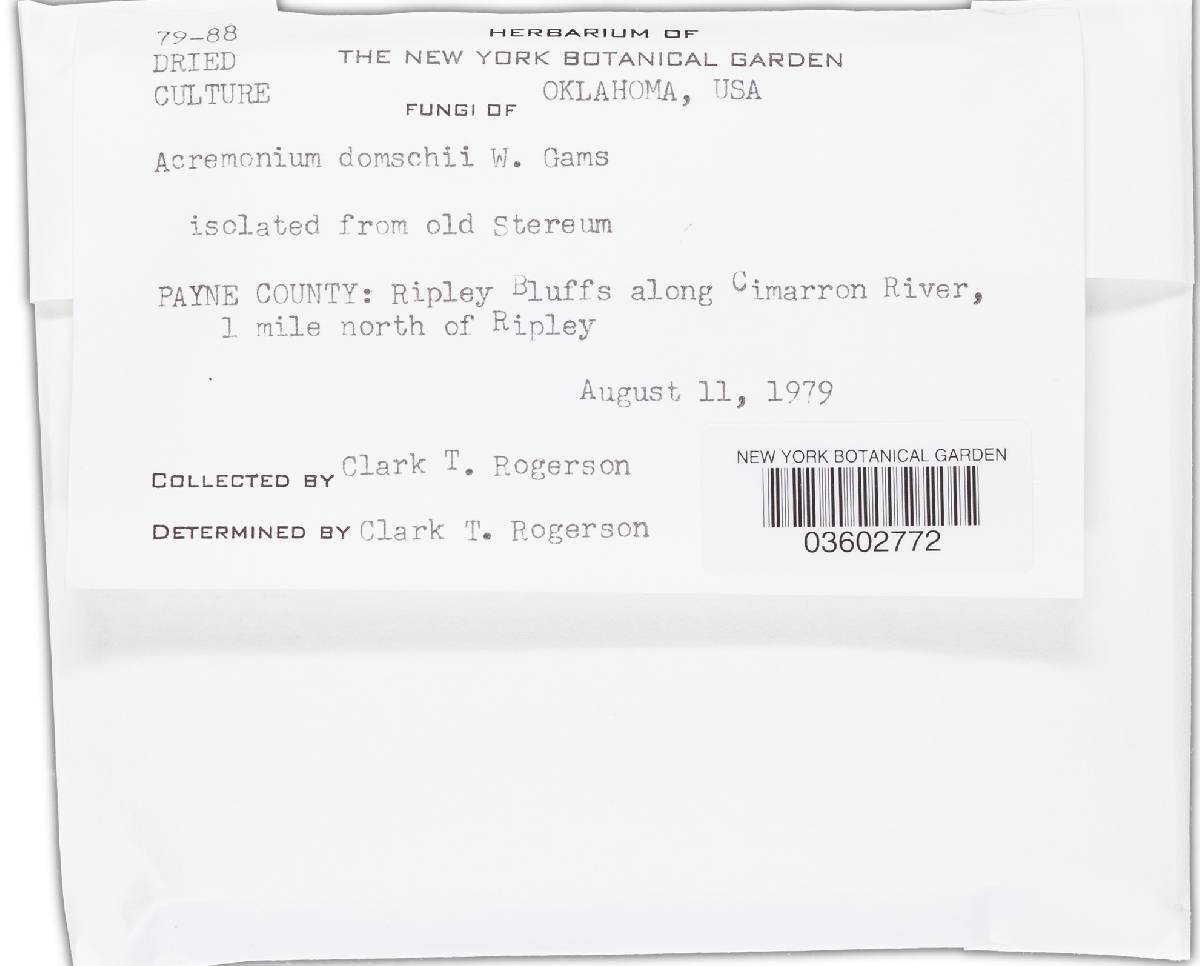 79-88
HERBARIUM OF
DRIED
THE NEW YORK BOTANICAL GARDEN
CULTURE
FUNGI OF OKLAHOMA, USA
Acremonium domschii W. Gams
isolated from old Stereum
PAYNE COUNTY: Ripley Bluffs along Cimarron River,
1 mile north of Ripley
August 11, 1979
COLLECTED BY Clark T. Rogerson
DETERMINED BY Clark T. Rogerson
NEW YORK BOTANICAL GARDEN
03602772